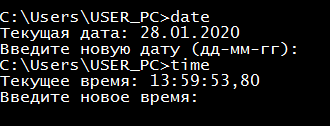 C:\Users\USER_PC>date
Текущая дата: 28.01.2020
Введите новую дату (дд-мм-гг):
C:\Users\USER_PC>time
Текущее время: 13:59:53,80
Введите новое время: